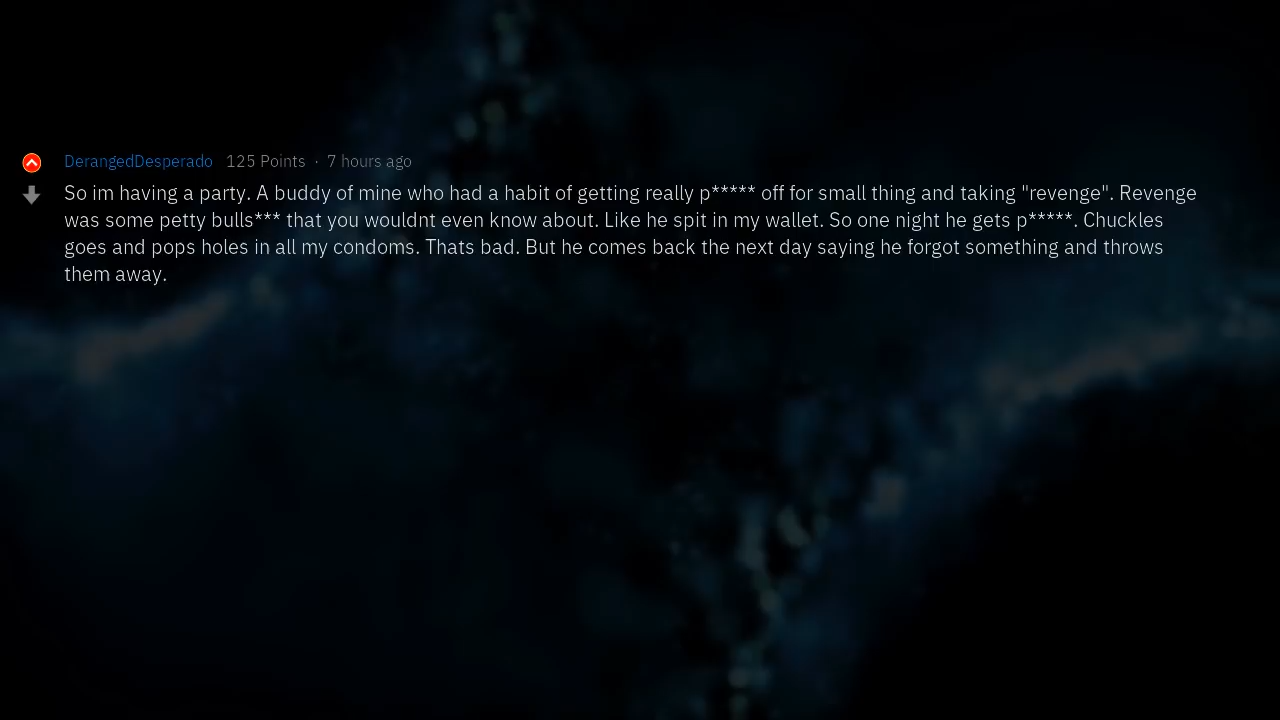 DerangedDesperado 125 Points · 7 hours ago
So im having a party. A buddy of mine who had a habit of getting really p***** off for small thing and taking "revenge". Revenge
was some petty bulls*** that you wouldnt even know about. Like he spit in my wallet. So one night he gets p*****. Chuckles
goes and pops holes in all my condoms. Thats bad. But he comes back the next day saying he forgot something and throws
them away.